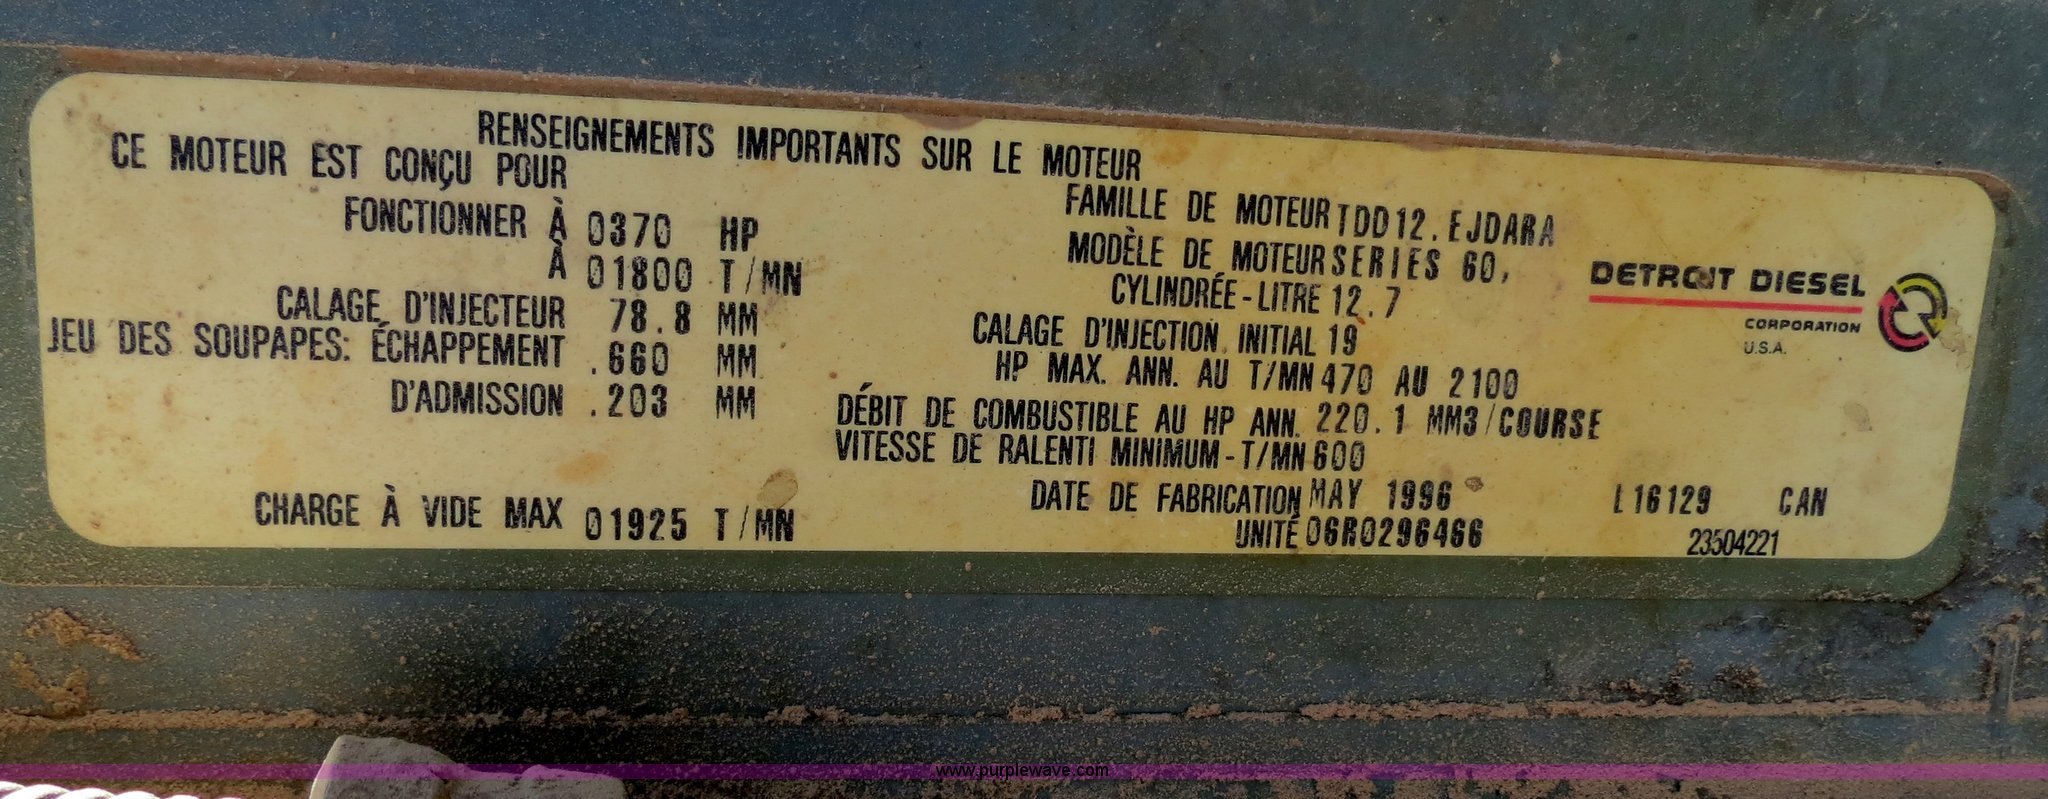 RENSEIGNEMENTS IMPORTANTS SUR LE MOTEUR
CE MOTEUR EST CONÇU POUR
FONCTIONNER À 0370 HP
À 01800 T/MN
CALAGE D'INJECTEUR 78.8 MM
JEU DES SOUPAPES: ÉCHAPPEMENT .660 MM
D'ADMISSION .203 MM
CHARGE À VIDE MAX 01925 T/MN
FAMILLE DE MOTEUR TDD12.EJDARA
MODÈLE DE MOTEUR SERIES 60,
CYLINDRÉE-LITRE 12.7
CALAGE D'INJECTION INITIAL 19
HP MAX. ANN. AU T/MN 470 AU 2100
DÉBIT DE COMBUSTIBLE AU HP ANN. 220.1 MM3/COURSE
VITESSE DE RALENTI MINIMUM-T/MN 600
DATE DE FABRICATION MAY 1996 L16129 CAN
UNITÉ 06R0296466 23504221
DETROIT DIESEL
CORPORATION
U.S.A.
www.purplewave.com